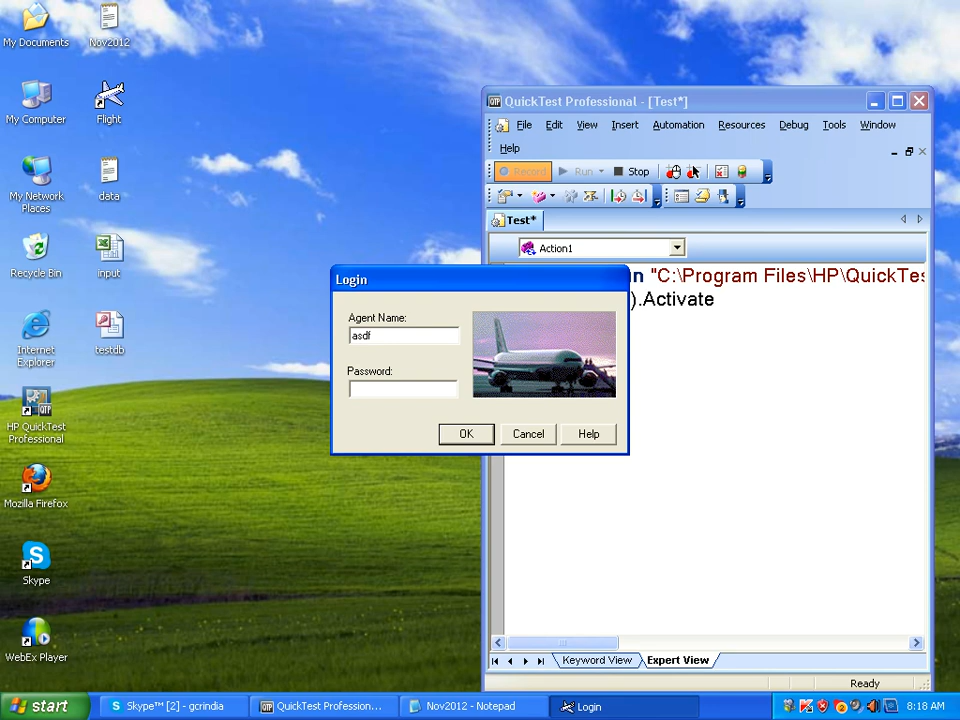 My Documents
Nov2012
My Computer
Flight
My Network
Places
data
Recycle Bin
input
Internet
Explorer
testdb
HP QuickTest
Professional
QTP
Mozilla Firefox
Skype
WebEx Player
QuickTest Professional - [Test*]
File Edit View Insert Automation Resources Debug Tools Window
Help
Record Run Stop
Test*
Action1
"C:\Program Files\HP\QuickTes
).Activate
Keyword View Expert View
Ready
Login
Agent Name:
asdf
Password:
OK Cancel Help
start
Skype™ [2] - gcrindia
QuickTest Profession...
Nov2012 - Notepad
Login
8:18 AM